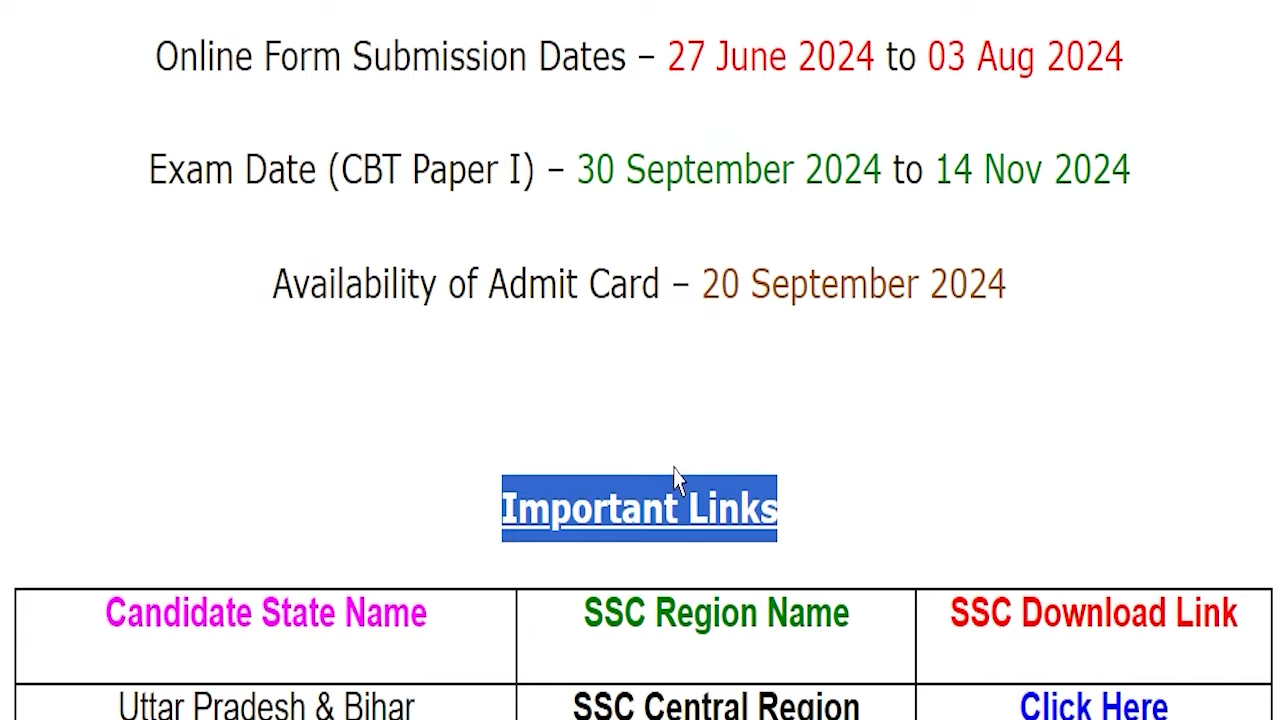 Online Form Submission Dates – 27 June 2024 to 03 Aug 2024
Exam Date (CBT Paper I) – 30 September 2024 to 14 Nov 2024
Availability of Admit Card – 20 September 2024
Important Links
Candidate State Name SSC Region Name SSC Download Link
Uttar Pradesh & Bihar SSC Central Region Click Here